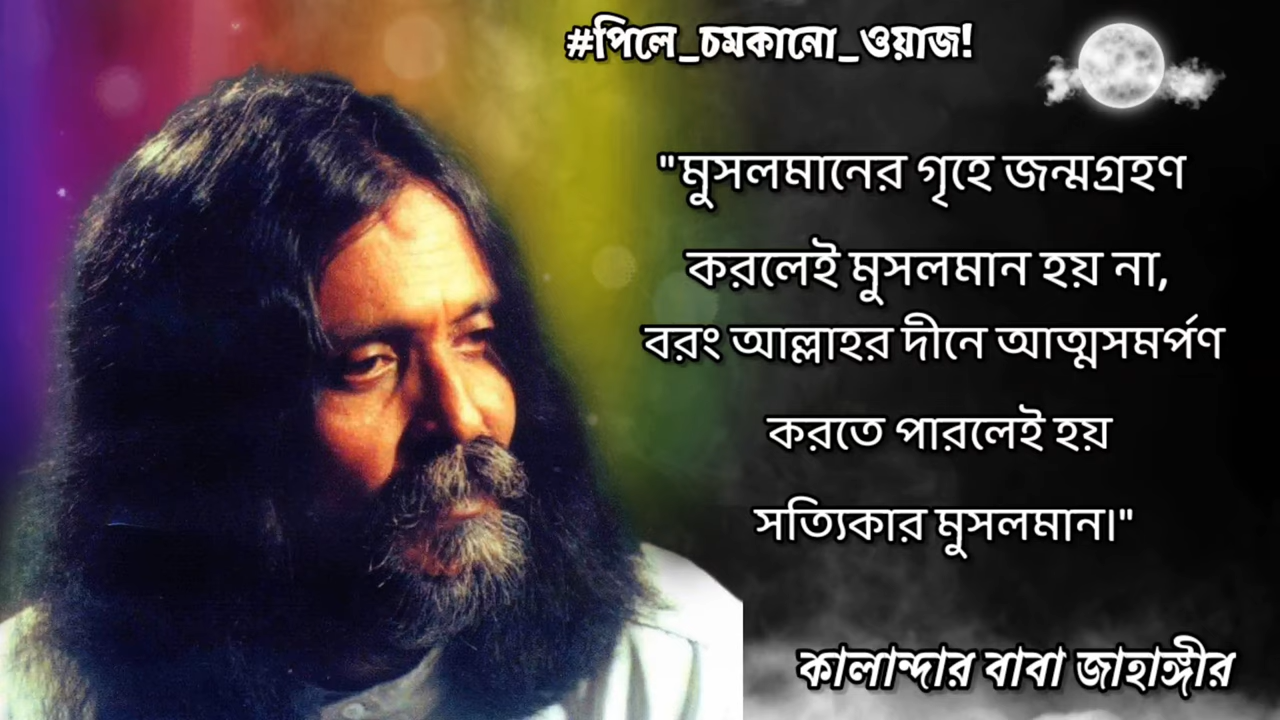 #পিলে_চমকানো_ওয়াজ!
"মুসলমানের গৃহে জন্মগ্রহণ
করলেই মুসলমান হয় না,
বরং আল্লাহর দীনে আত্মসমর্পণ
করতে পারলেই হয়
সত্যিকার মুসলমান।"
কালান্দার বাবা জাহাঙ্গীর